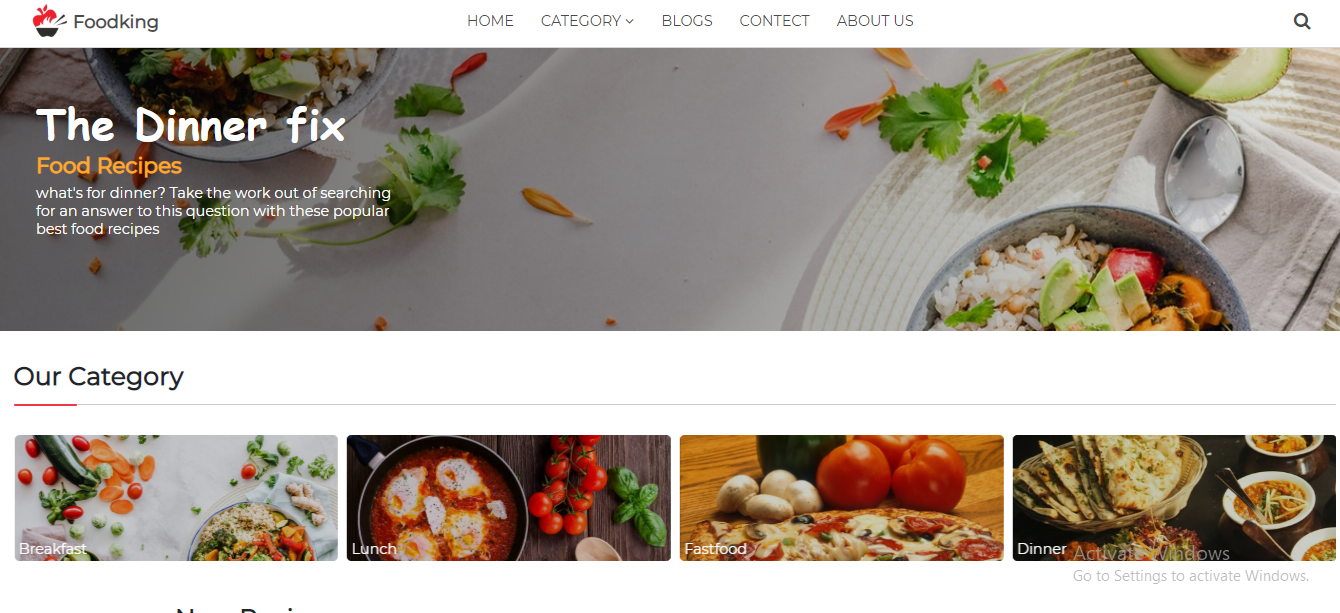 Foodking
HOME CATEGORY BLOGS CONTECT ABOUT US
The Dinner fix
Food Recipes
what's for dinner? Take the work out of searching
for an answer to this question with these popular
best food recipes
Our Category
Breakfast Lunch Fastfood Dinner
Activate Windows
Go to Settings to activate Windows.